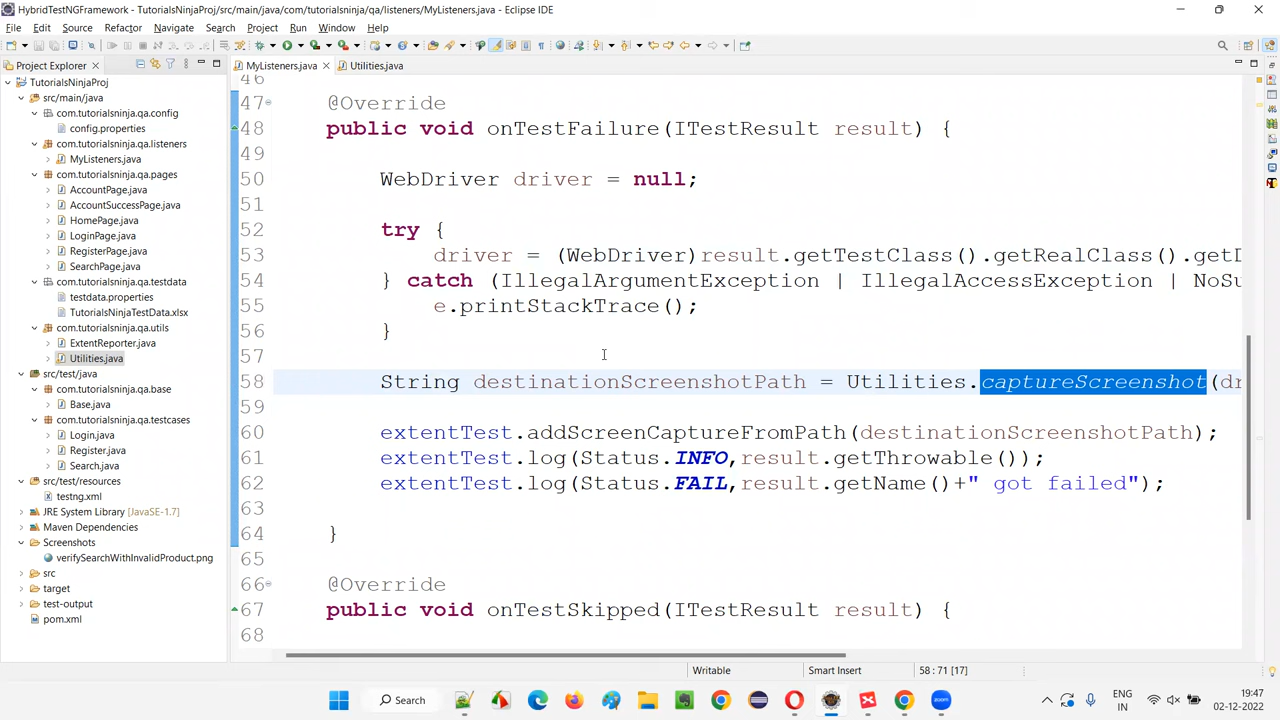 HybridTestNGFramework - TutorialsNinjaProj/src/main/java/com/tutorialsninja/qa/listeners/MyListeners.java - Eclipse IDE
File Edit Source Refactor Navigate Search Project Run Window Help
Project Explorer
MyListeners.java
Utilities.java
TutorialsNinjaProj
src/main/java
com.tutorialsninja.qa.config
config.properties
com.tutorialsninja.qa.listeners
MyListeners.java
com.tutorialsninja.qa.pages
AccountPage.java
AccountSuccessPage.java
HomePage.java
LoginPage.java
RegisterPage.java
SearchPage.java
com.tutorialsninja.qa.testdata
testdata.properties
TutorialsNinjaTestData.xlsx
com.tutorialsninja.qa.utils
ExtentReporter.java
Utilities.java
src/test/java
com.tutorialsninja.qa.base
Base.java
com.tutorialsninja.qa.testcases
Login.java
Register.java
Search.java
src/test/resources
testng.xml
JRE System Library [JavaSE-1.7]
Maven Dependencies
Screenshots
verifySearchWithInvalidProduct.png
src
target
test-output
pom.xml
46
47 @Override
48 public void onTestFailure(ITestResult result) {
49
50 WebDriver driver = null;
51
52 try {
53 driver = (WebDriver)result.getTestClass().getRealClass().getD
54 } catch (IllegalArgumentException | IllegalAccessException | NoSu
55 e.printStackTrace();
56 }
57
58 String destinationScreenshotPath = Utilities.captureScreenshot(dr
59
60 extentTest.addScreenCaptureFromPath(destinationScreenshotPath);
61 extentTest.log(Status.INFO,result.getThrowable());
62 extentTest.log(Status.FAIL,result.getName()+" got failed");
63
64 }
65
66 @Override
67 public void onTestSkipped(ITestResult result) {
68
Writable Smart Insert 58 : 71 [17]
Search
ENG
IN
19:47
02-12-2022